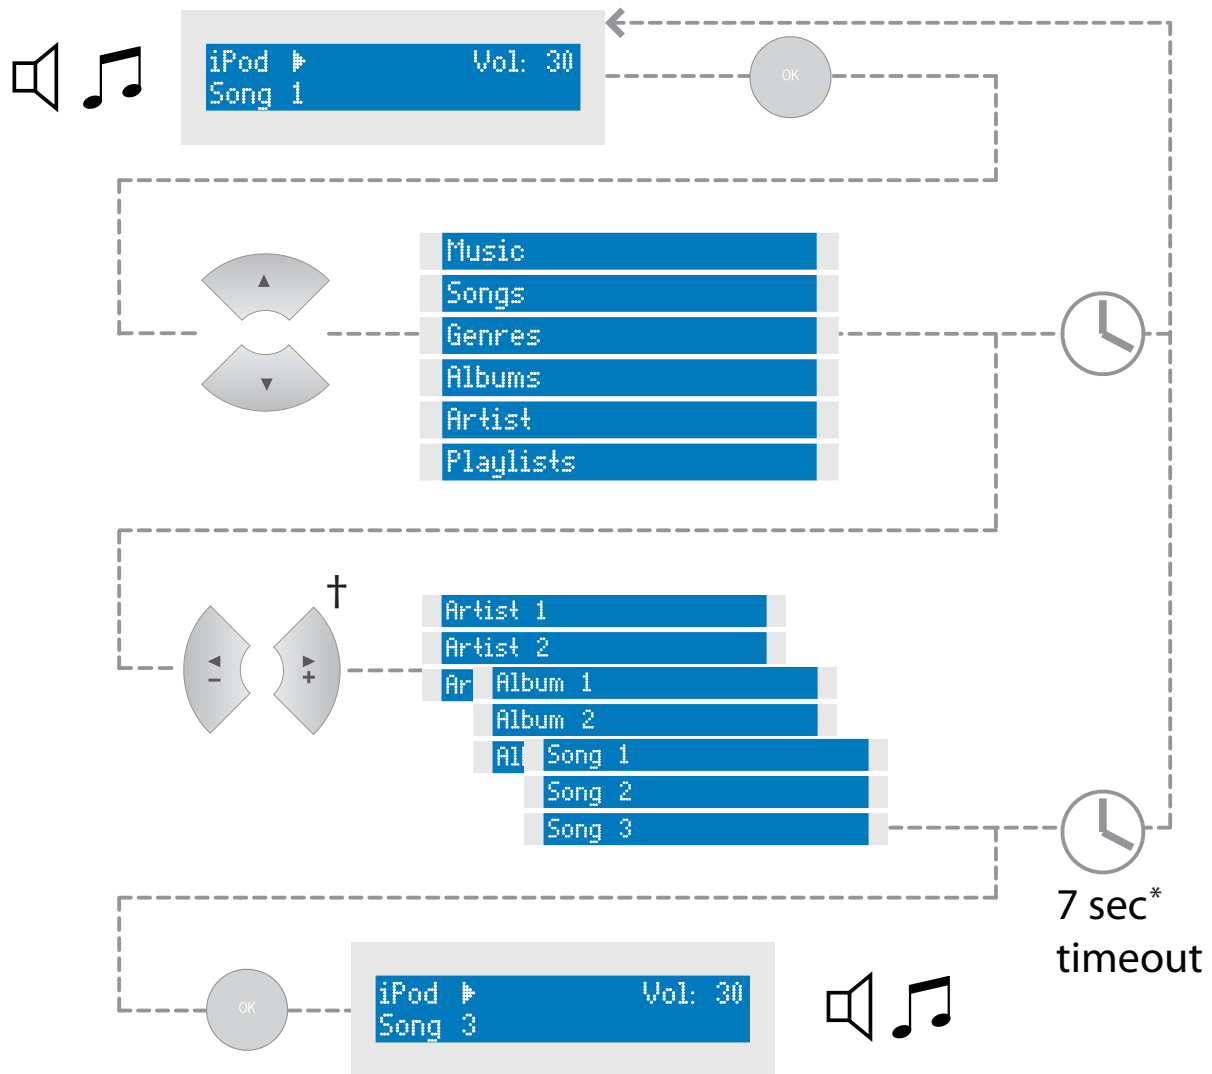 iPod Vol: 30
Song 1
OK
Music
Songs
Genres
Albums
Artist
Playlists
†
Artist 1
Artist 2
Ar
Album 1
Album 2
Al
Song 1
Song 2
Song 3
- +
7 sec*
timeout
OK
iPod Vol: 30
Song 3